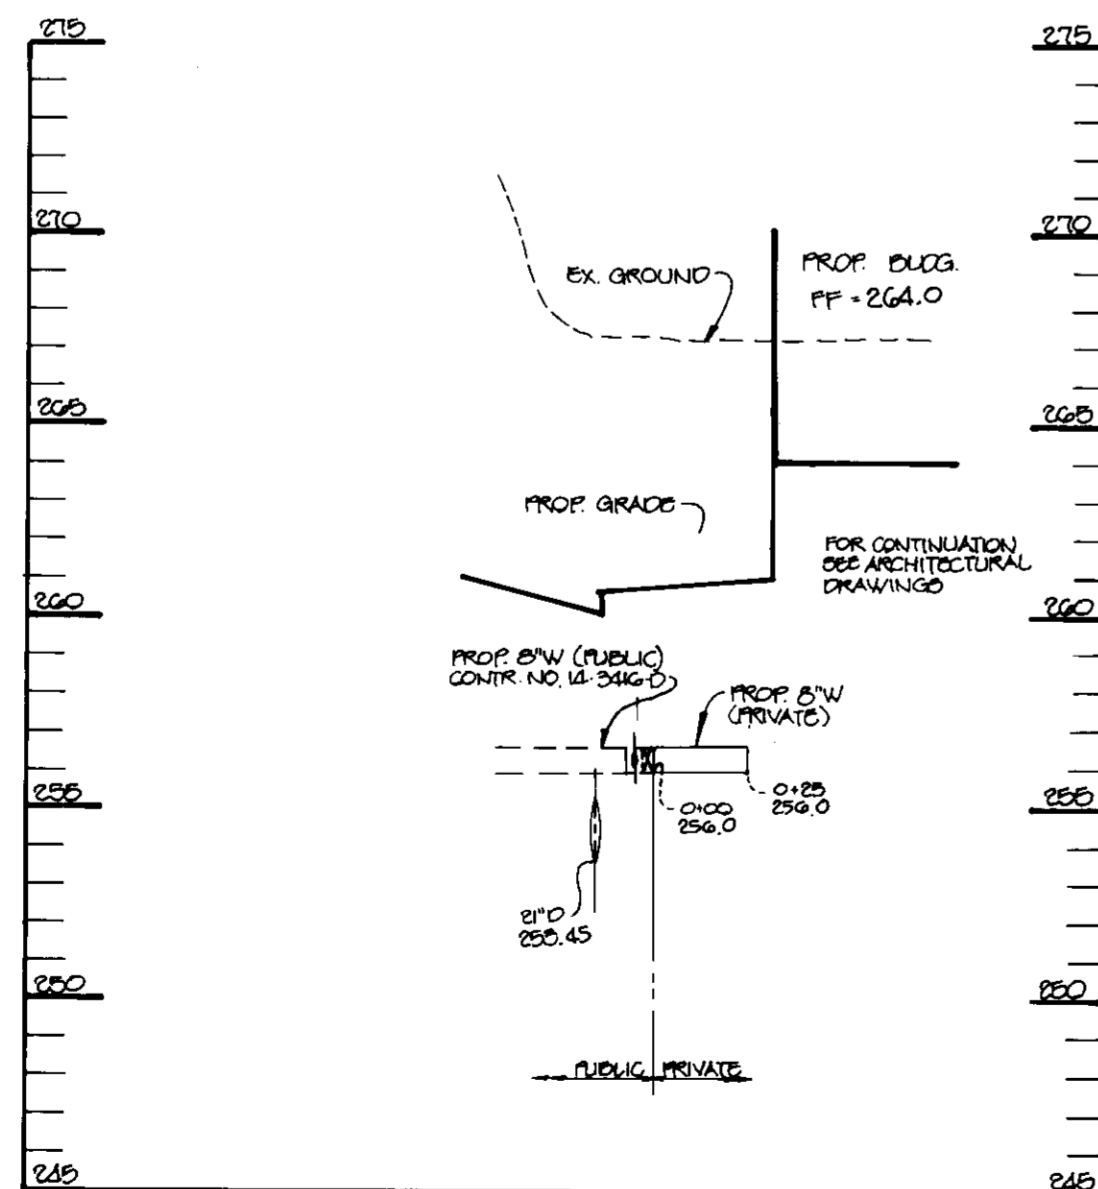 275
275
270
270
EX. GROUND
PROP. BLDG.
FF = 264.0
265
265
PROP. GRADE
FOR CONTINUATION
SEE ARCHITECTURAL
DRAWINGS
260
260
PROP. 8"W (PUBLIC)
CONTR. NO. 14-3416-D
PROP. 8"W
(PRIVATE)
255
255
0+00
256.0
0+25
256.0
21"D
253.45
250
250
PUBLIC PRIVATE
245
245